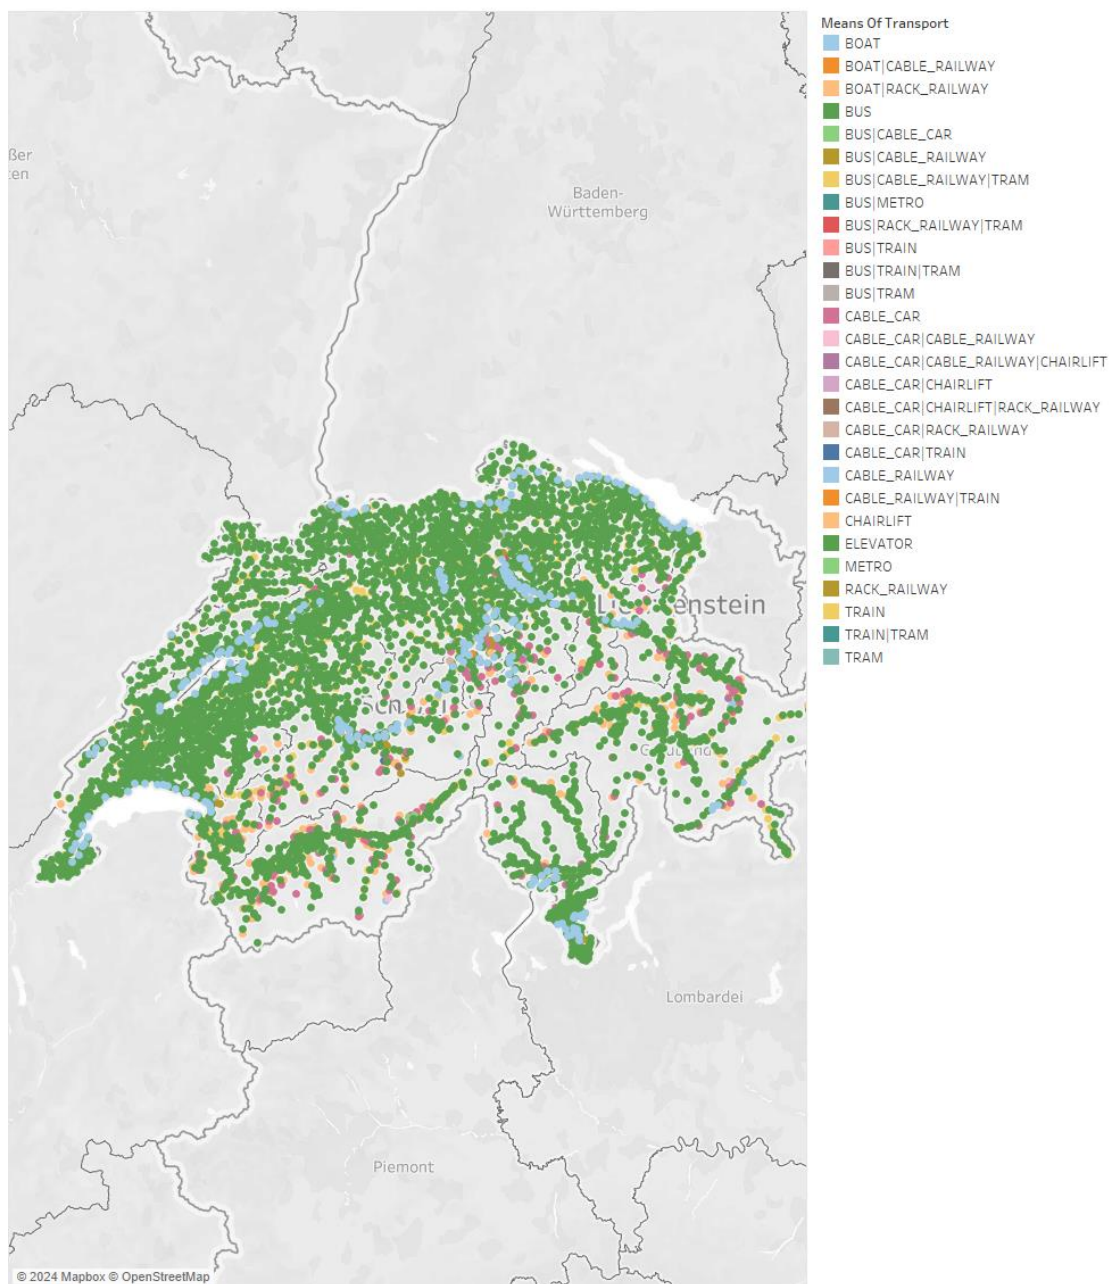 Means Of Transport
BOAT
BOAT|CABLE_RAILWAY
BOAT|RACK_RAILWAY
BUS
BUS|CABLE_CAR
BUS|CABLE_RAILWAY
BUS|CABLE_RAILWAY|TRAM
BUS|METRO
BUS|RACK_RAILWAY|TRAM
BUS|TRAIN
BUS|TRAIN|TRAM
BUS|TRAM
CABLE_CAR
CABLE_CAR|CABLE_RAILWAY
CABLE_CAR|CABLE_RAILWAY|CHAIRLIFT
CABLE_CAR|CHAIRLIFT
CABLE_CAR|CHAIRLIFT|RACK_RAILWAY
CABLE_CAR|RACK_RAILWAY
CABLE_CAR|TRAIN
CABLE_RAILWAY
CABLE_RAILWAY|TRAIN
CHAIRLIFT
ELEVATOR
METRO
RACK_RAILWAY
TRAIN
TRAIN|TRAM
TRAM
Baden-
Württemberg
Lombardei
Piemont
© 2024 Mapbox © OpenStreetMap